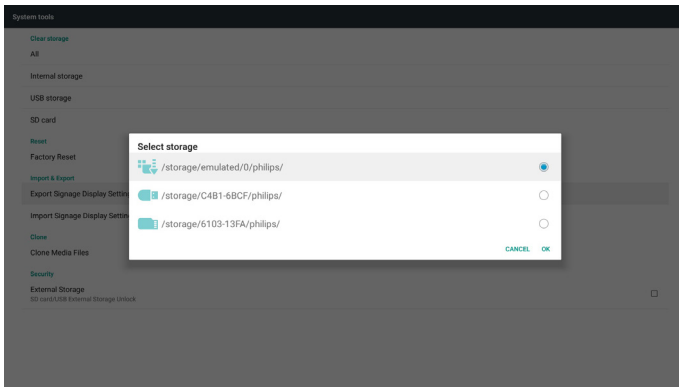 System tools
Clear storage
All
Internal storage
USB storage
SD card
Reset
Factory Reset
Import & Export
Export Signage Display Settin
Import Signage Display Settin
Clone
Clone Media Files
Security
External Storage
SD card/USB External Storage Unlock
Select storage
/storage/emulated/0/philips/
/storage/C4B1-6BCF/philips/
/storage/6103-13FA/philips/
CANCEL OK